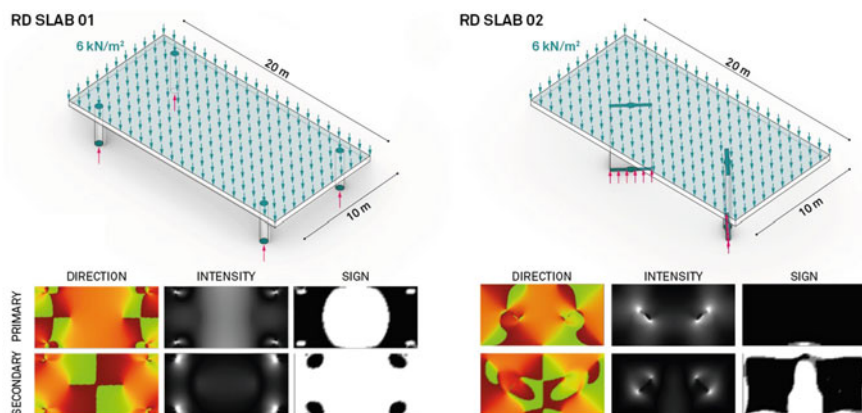 RD SLAB 01
6 kN/m²
20 m
10 m
DIRECTION INTENSITY SIGN
PRIMARY
SECONDARY
RD SLAB 02
6 kN/m²
20 m
10 m
DIRECTION INTENSITY SIGN